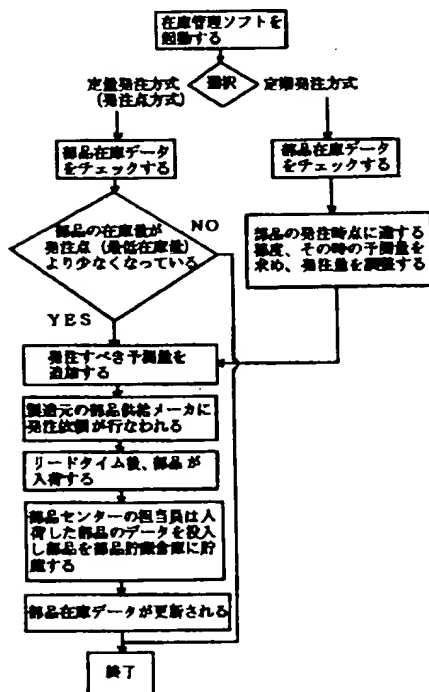 在庫管理ソフトを
起動する
選択
定量発注方式
(発注点方式)
定期発注方式
部品在庫データ
をチェックする
部品在庫データ
をチェックする
部品の在庫量が
発注点（最低在庫量）
より少なくなっている
NO
YES
部品の発注時点に達する
都度、その時の予測量を
求め、発注量を調整する
発注すべき予測量を
追加する
製造元の部品供給メーカに
発注依頼が行なわれる
リードタイム後、部品が
入荷する
部品センターの担当員は入
荷した部品のデータを投入
し部品を部品貯蔵倉庫に貯
蔵する
部品在庫データが更新される
終了